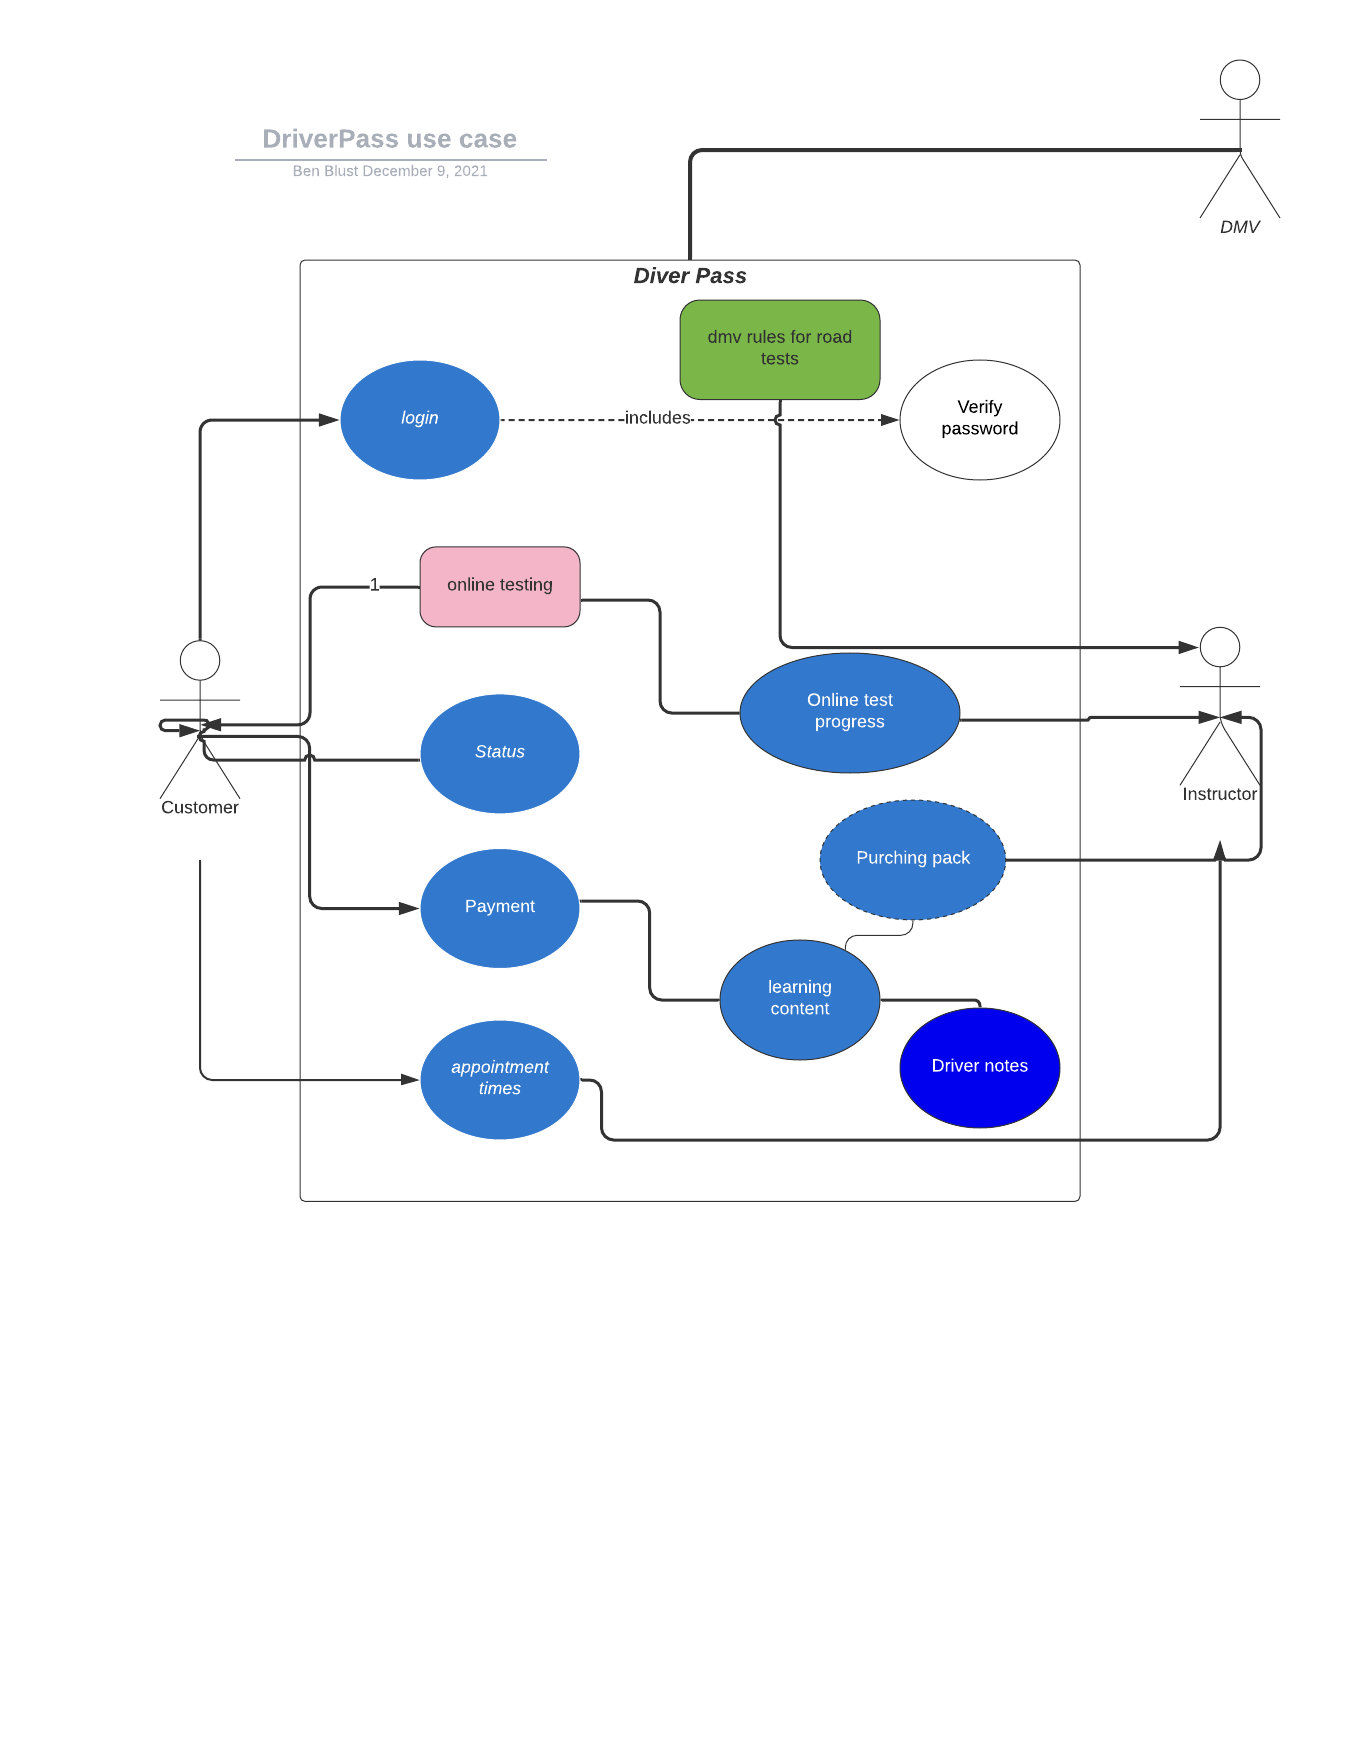 DriverPass use case
Ben Blust December 9, 2021
DMV
Diver Pass
dmv rules for road
tests
login
includes
Verify
password
1
online testing
Online test
progress
Status
Customer
Instructor
Purching pack
Payment
learning
content
Driver notes
appointment
times